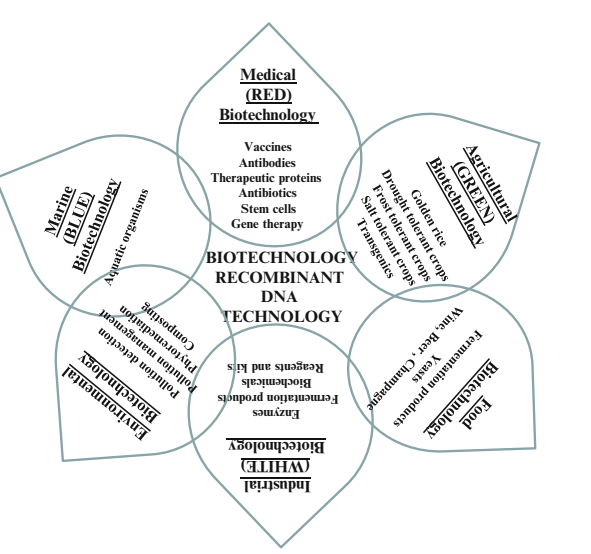 Medical
(RED)
Biotechnology
Vaccines
Antibodies
Therapeutic proteins
Antibiotics
Stem cells
Gene therapy
Agricultural
(GREEN)
Biotechnology
Golden rice
Drought tolerant crops
Frost tolerant crops
Salt tolerant crops
Transgenics
Food
Biotechnology
Fermentation products
Yeasts
Wine, Beer , Champagne
Industrial
(WHITE)
Biotechnology
Enzymes
Fermentation products
Biochemicals
Reagents and kits
Environmental
Biotechnology
Pollution detection
Pollution management
Phytoremediation
Composting
Marine
(BLUE)
Biotechnology
Aquatic organisms
BIOTECHNOLOGY
RECOMBINANT
DNA
TECHNOLOGY